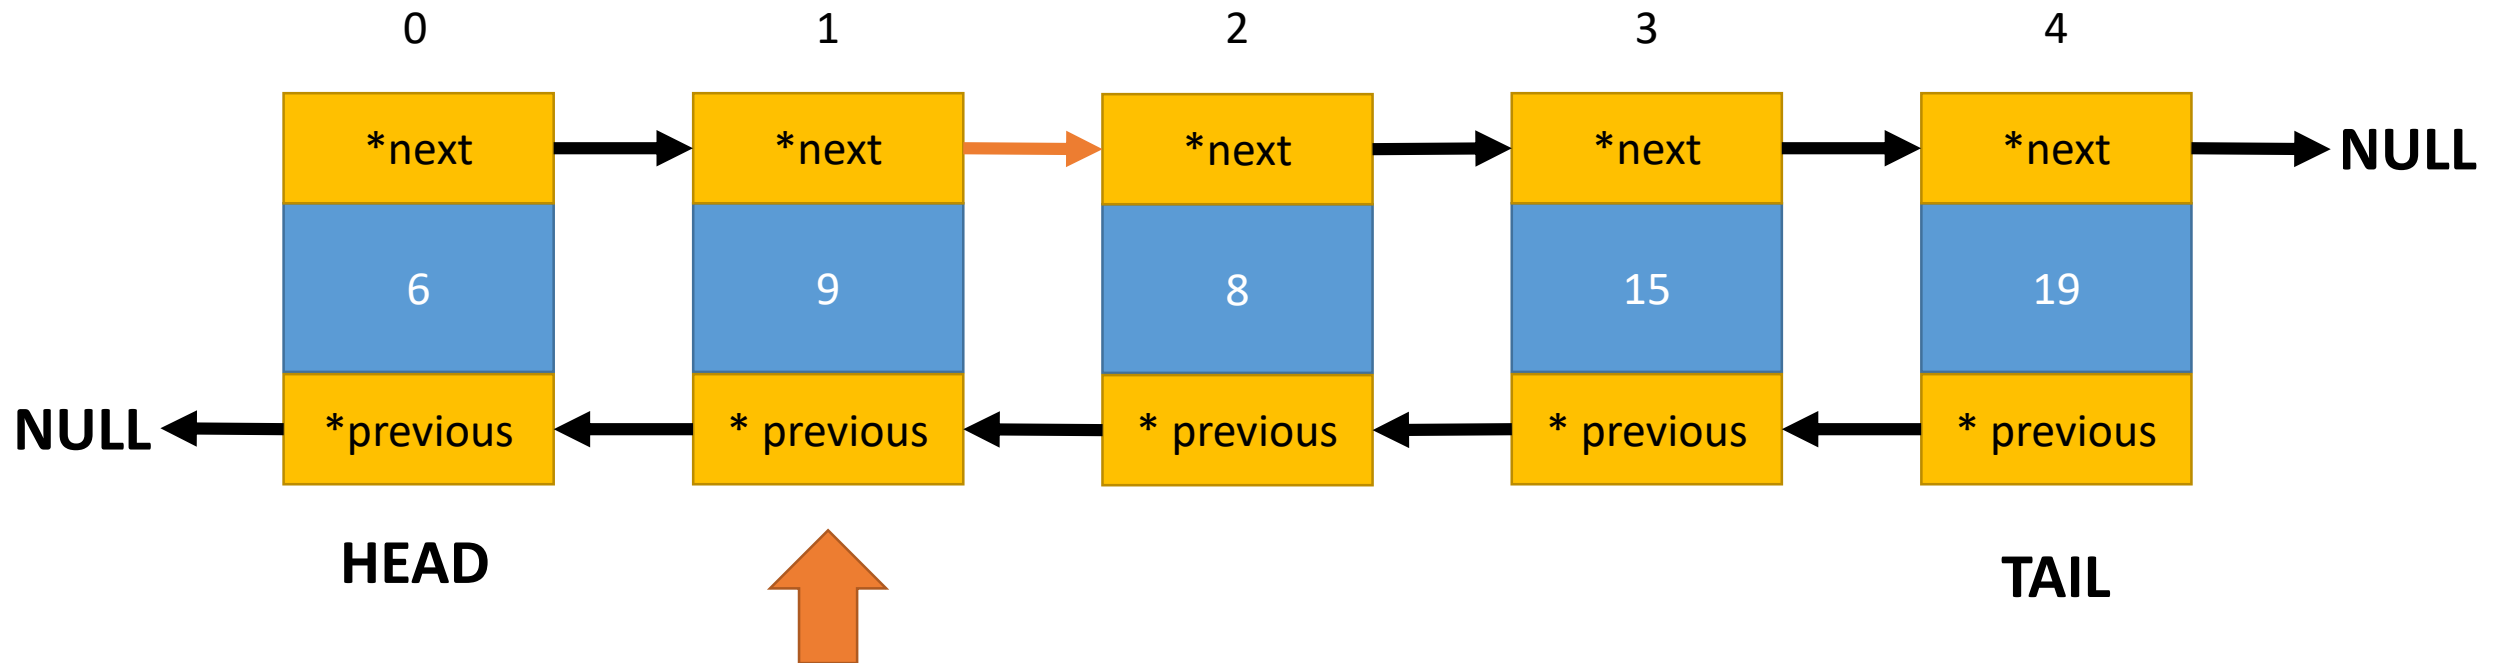 0 1 2 3 4
*next *next *next *next *next NULL
6 9 8 15 19
NULL *previous * previous * previous * previous * previous
HEAD TAIL